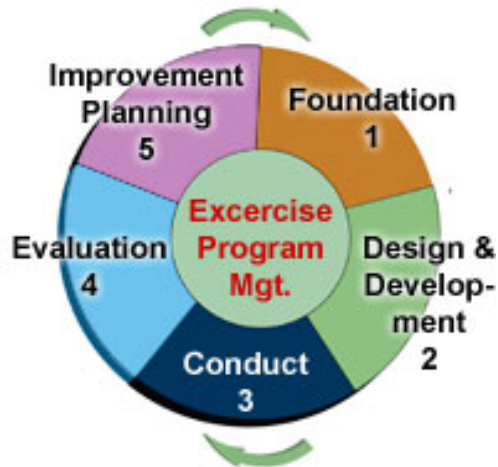 Improvement
Planning
5
Foundation
1
Excercise
Program
Mgt.
Evaluation
4
Design &
Develop-
ment
2
Conduct
3